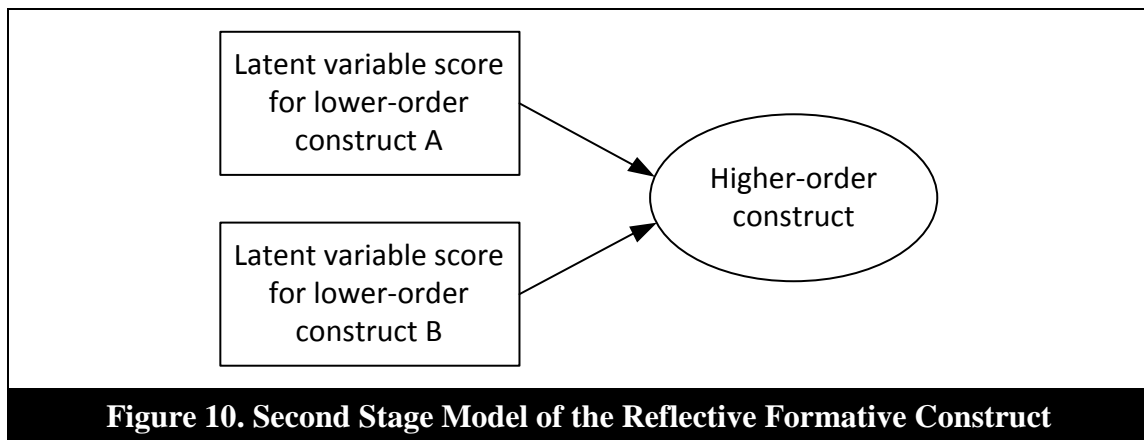 Latent variable score
for lower-order
construct A
Higher-order
construct
Latent variable score
for lower-order
construct B
Figure 10. Second Stage Model of the Reflective Formative Construct